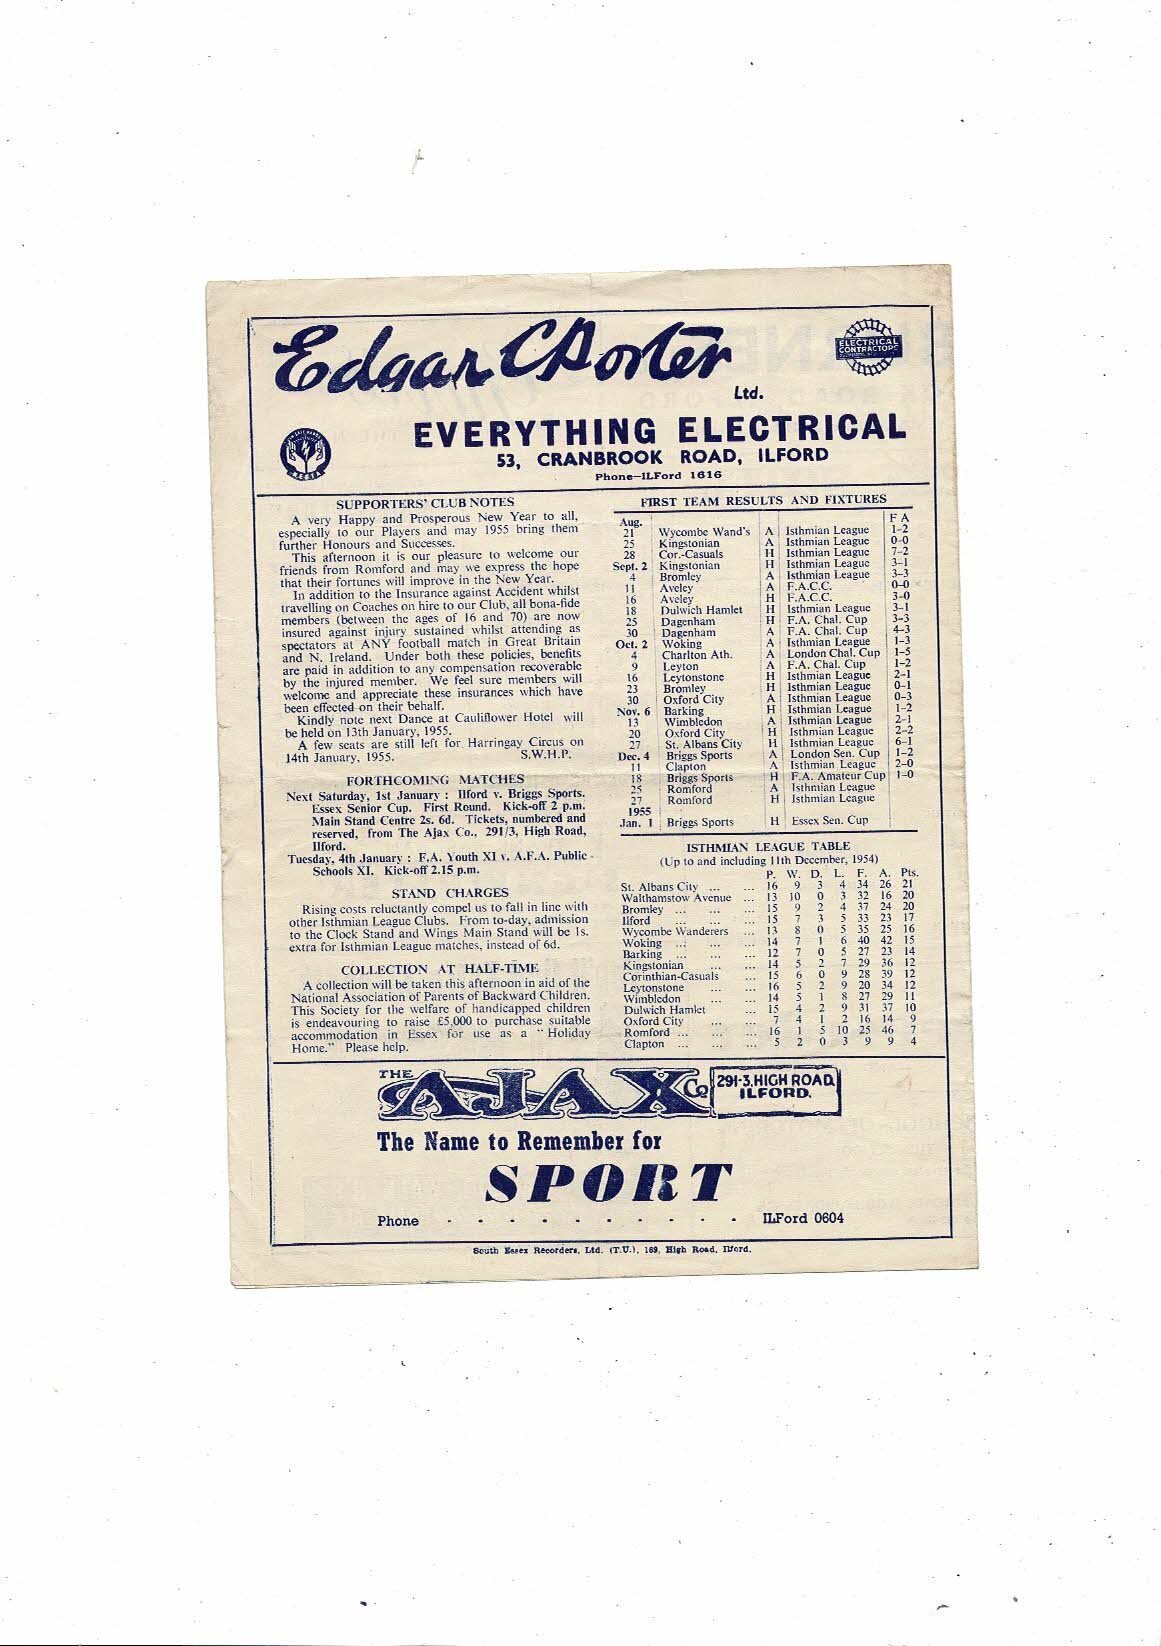 Edgar C Porter
Ltd.
ELECTRICAL
CONTRACTORS
EVERYTHING ELECTRICAL
53, CRANBROOK ROAD, ILFORD
Phone—ILFord 1616
SUPPORTERS' CLUB NOTES
A very Happy and Prosperous New Year to all,
especially to our Players and may 1955 bring them
further Honours and Successes.
This afternoon it is our pleasure to welcome our
friends from Romford and may we express the hope
that their fortunes will improve in the New Year.
In addition to the Insurance against Accident whilst
travelling on Coaches on hire to our Club, all bona-fide
members (between the ages of 16 and 70) are now
insured against injury sustained whilst attending as
spectators at ANY football match in Great Britain
and N. Ireland. Under both these policies, benefits
are paid in addition to any compensation recoverable
by the injured member. We feel sure members will
welcome and appreciate these insurances which have
been effected on their behalf.
Kindly note next Dance at Cauliflower Hotel will
be held on 13th January, 1955.
A few seats are still left for Harringay Circus on
14th January, 1955. S.W.H.P.
FORTHCOMING MATCHES
Next Saturday, 1st January : Ilford v. Briggs Sports.
Essex Senior Cup. First Round. Kick-off 2 p.m.
Main Stand Centre 2s. 6d. Tickets, numbered and
reserved, from The Ajax Co., 291/3, High Road,
Ilford.
Tuesday, 4th January : F.A. Youth XI v. A.F.A. Public
Schools XI. Kick-off 2.15 p.m.
STAND CHARGES
Rising costs reluctantly compel us to fall in line with
other Isthmian League Clubs. From to-day, admission
to the Clock Stand and Wings Main Stand will be 1s.
extra for Isthmian League matches, instead of 6d.
COLLECTION AT HALF-TIME
A collection will be taken this afternoon in aid of the
National Association of Parents of Backward Children.
This Society for the welfare of handicapped children
is endeavouring to raise £5,000 to purchase suitable
accommodation in Essex for use as a "Holiday
Home." Please help.
FIRST TEAM RESULTS AND FIXTURES
Aug. F A
21 Wycombe Wand's A Isthmian League 1–2
25 Kingstonian A Isthmian League 0–0
28 Cor.-Casuals H Isthmian League 7–2
Sept. 2 Kingstonian H Isthmian League 3–1
4 Bromley A Isthmian League 3–3
11 Aveley A F.A.C.C. 0–0
16 Aveley H F.A.C.C. 3–0
18 Dulwich Hamlet H Isthmian League 3–1
25 Dagenham H F.A. Chal. Cup 3–3
30 Dagenham A F.A. Chal. Cup 4–3
Oct. 2 Woking A Isthmian League 1–3
4 Charlton Ath. A London Chal. Cup 1–5
9 Leyton A F.A. Chal. Cup 1–2
16 Leytonstone H Isthmian League 2–1
23 Bromley H Isthmian League 0–1
30 Oxford City A Isthmian League 0–3
Nov. 6 Barking H Isthmian League 1–2
13 Wimbledon A Isthmian League 2–1
20 Oxford City H Isthmian League 2–2
27 St. Albans City H Isthmian League 6–1
Dec. 4 Briggs Sports A London Sen. Cup 1–2
11 Clapton A Isthmian League 2–0
18 Briggs Sports H F.A. Amateur Cup 1–0
25 Romford A Isthmian League
27 Romford H Isthmian League
1955
Jan. 1 Briggs Sports H Essex Sen. Cup
ISTHMIAN LEAGUE TABLE
(Up to and including 11th December, 1954)
P. W. D. L. F. A. Pts.
St. Albans City ... ... 16 9 3 4 34 26 21
Walthamstow Avenue ... 13 10 0 3 32 16 20
Bromley ... ... ... 15 9 2 4 37 24 20
Ilford ... ... ... 15 7 3 5 33 23 17
Wycombe Wanderers ... 13 8 0 5 35 25 16
Woking ... ... ... 14 7 1 6 40 42 15
Barking ... ... ... 12 7 0 5 27 23 14
Kingstonian ... ... 14 5 2 7 29 36 12
Corinthian-Casuals ... 15 6 0 9 28 39 12
Leytonstone ... ... 16 5 2 9 20 34 12
Wimbledon ... ... 14 5 1 8 27 29 11
Dulwich Hamlet ... 15 4 2 9 31 37 10
Oxford City ... ... 7 4 1 2 16 14 9
Romford ... ... ... 16 1 5 10 25 46 7
Clapton ... ... ... 5 2 0 3 9 9 4
THE AJAX Co
291-3, HIGH ROAD,
ILFORD.
The Name to Remember for
SPORT
Phone - - - - - - - - - - ILFord 0604
South Essex Recorders, Ltd. (T.U.), 169, High Road, Ilford.